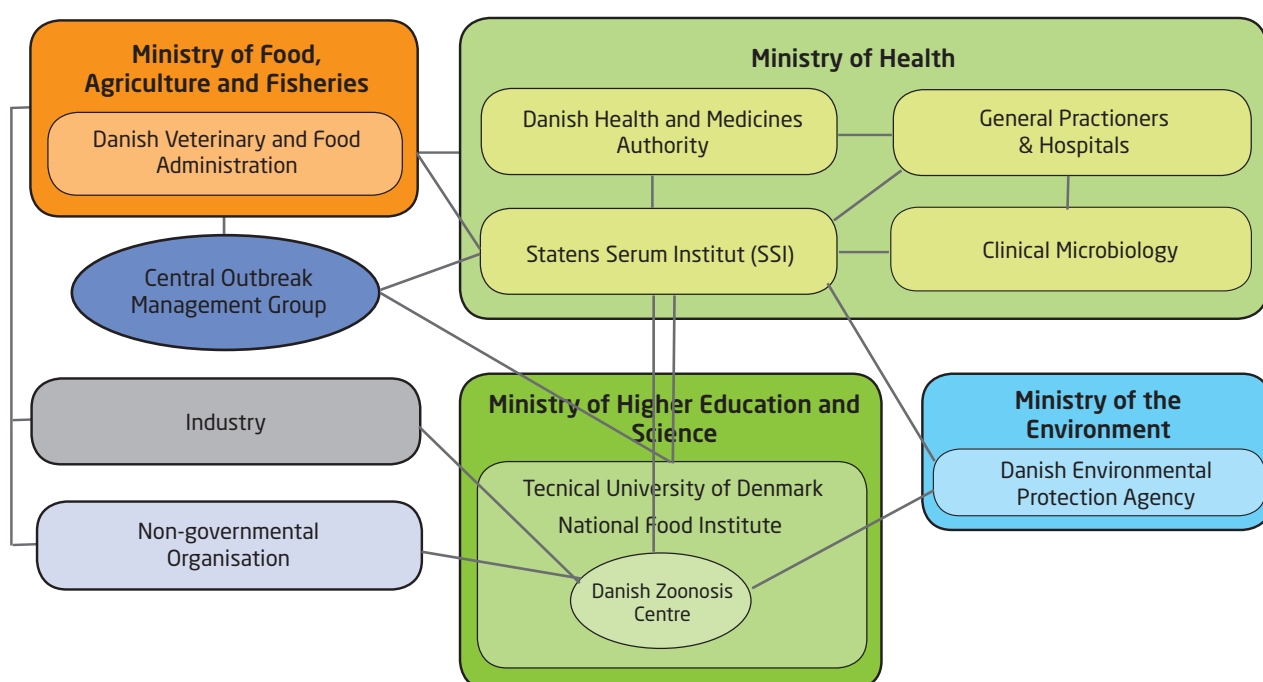 Ministry of Food,
Agriculture and Fisheries
Danish Veterinary and Food
Administration
Central Outbreak
Management Group
Industry
Non-governmental
Organisation
Ministry of Health
Danish Health and Medicines
Authority
General Practioners
& Hospitals
Statens Serum Institut (SSI)
Clinical Microbiology
Ministry of Higher Education and
Science
Tecnical University of Denmark
National Food Institute
Danish Zoonosis
Centre
Ministry of the
Environment
Danish Environmental
Protection Agency